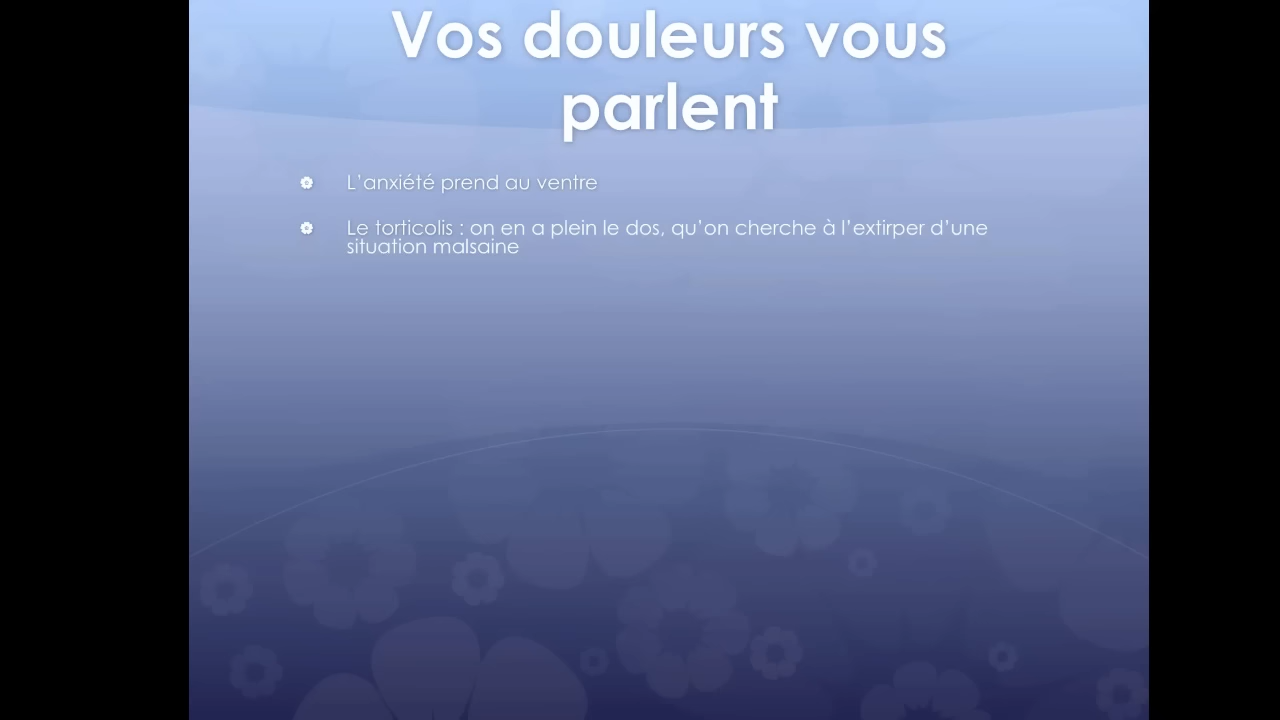 Vos douleurs vous
parlent
L’anxiété prend au ventre
Le torticolis : on en a plein le dos, qu’on cherche à l’extirper d’une
situation malsaine